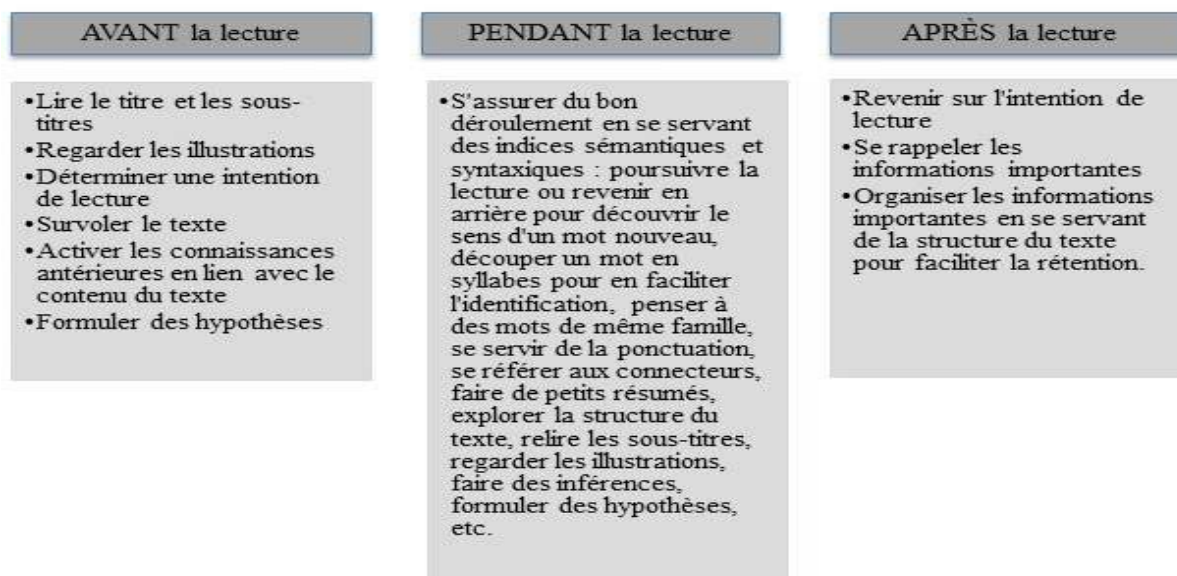 AVANT la lecture
•Lire le titre et les sous-
titres
•Regarder les illustrations
•Déterminer une intention
de lecture
•Survoler le texte
•Activer les connaissances
antérieures en lien avec le
contenu du texte
•Formuler des hypothèses
PENDANT la lecture
•S'assurer du bon
déroulement en se servant
des indices sémantiques et
syntaxiques : poursuivre la
lecture ou revenir en
arrière pour découvrir le
sens d'un mot nouveau,
découper un mot en
syllabes pour en faciliter
l'identification, penser à
des mots de même famille,
se servir de la ponctuation,
se référer aux connecteurs,
faire de petits résumés,
explorer la structure du
texte, relire les sous-titres,
regarder les illustrations,
faire des inférences,
formuler des hypothèses,
etc.
APRÈS la lecture
•Revenir sur l'intention de
lecture
•Se rappeler les
informations importantes
•Organiser les informations
importantes en se servant
de la structure du texte
pour faciliter la rétention.